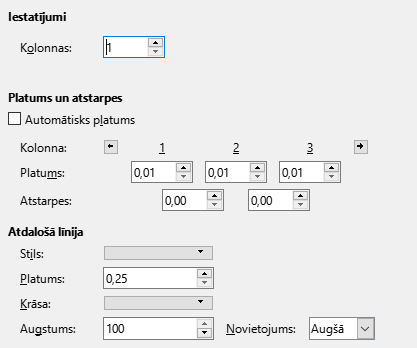 Iestatījumi
Kolonnas: 1
Platums un atstarpes
Automātisks platums
Kolonna: 1 2 3
Platums: 0,01 0,01 0,01
Atstarpes: 0,00 0,00
Atdalošā līnija
Stils:
Platums: 0,25
Krāsa:
Augstums: 100 Novietojums: Augšā